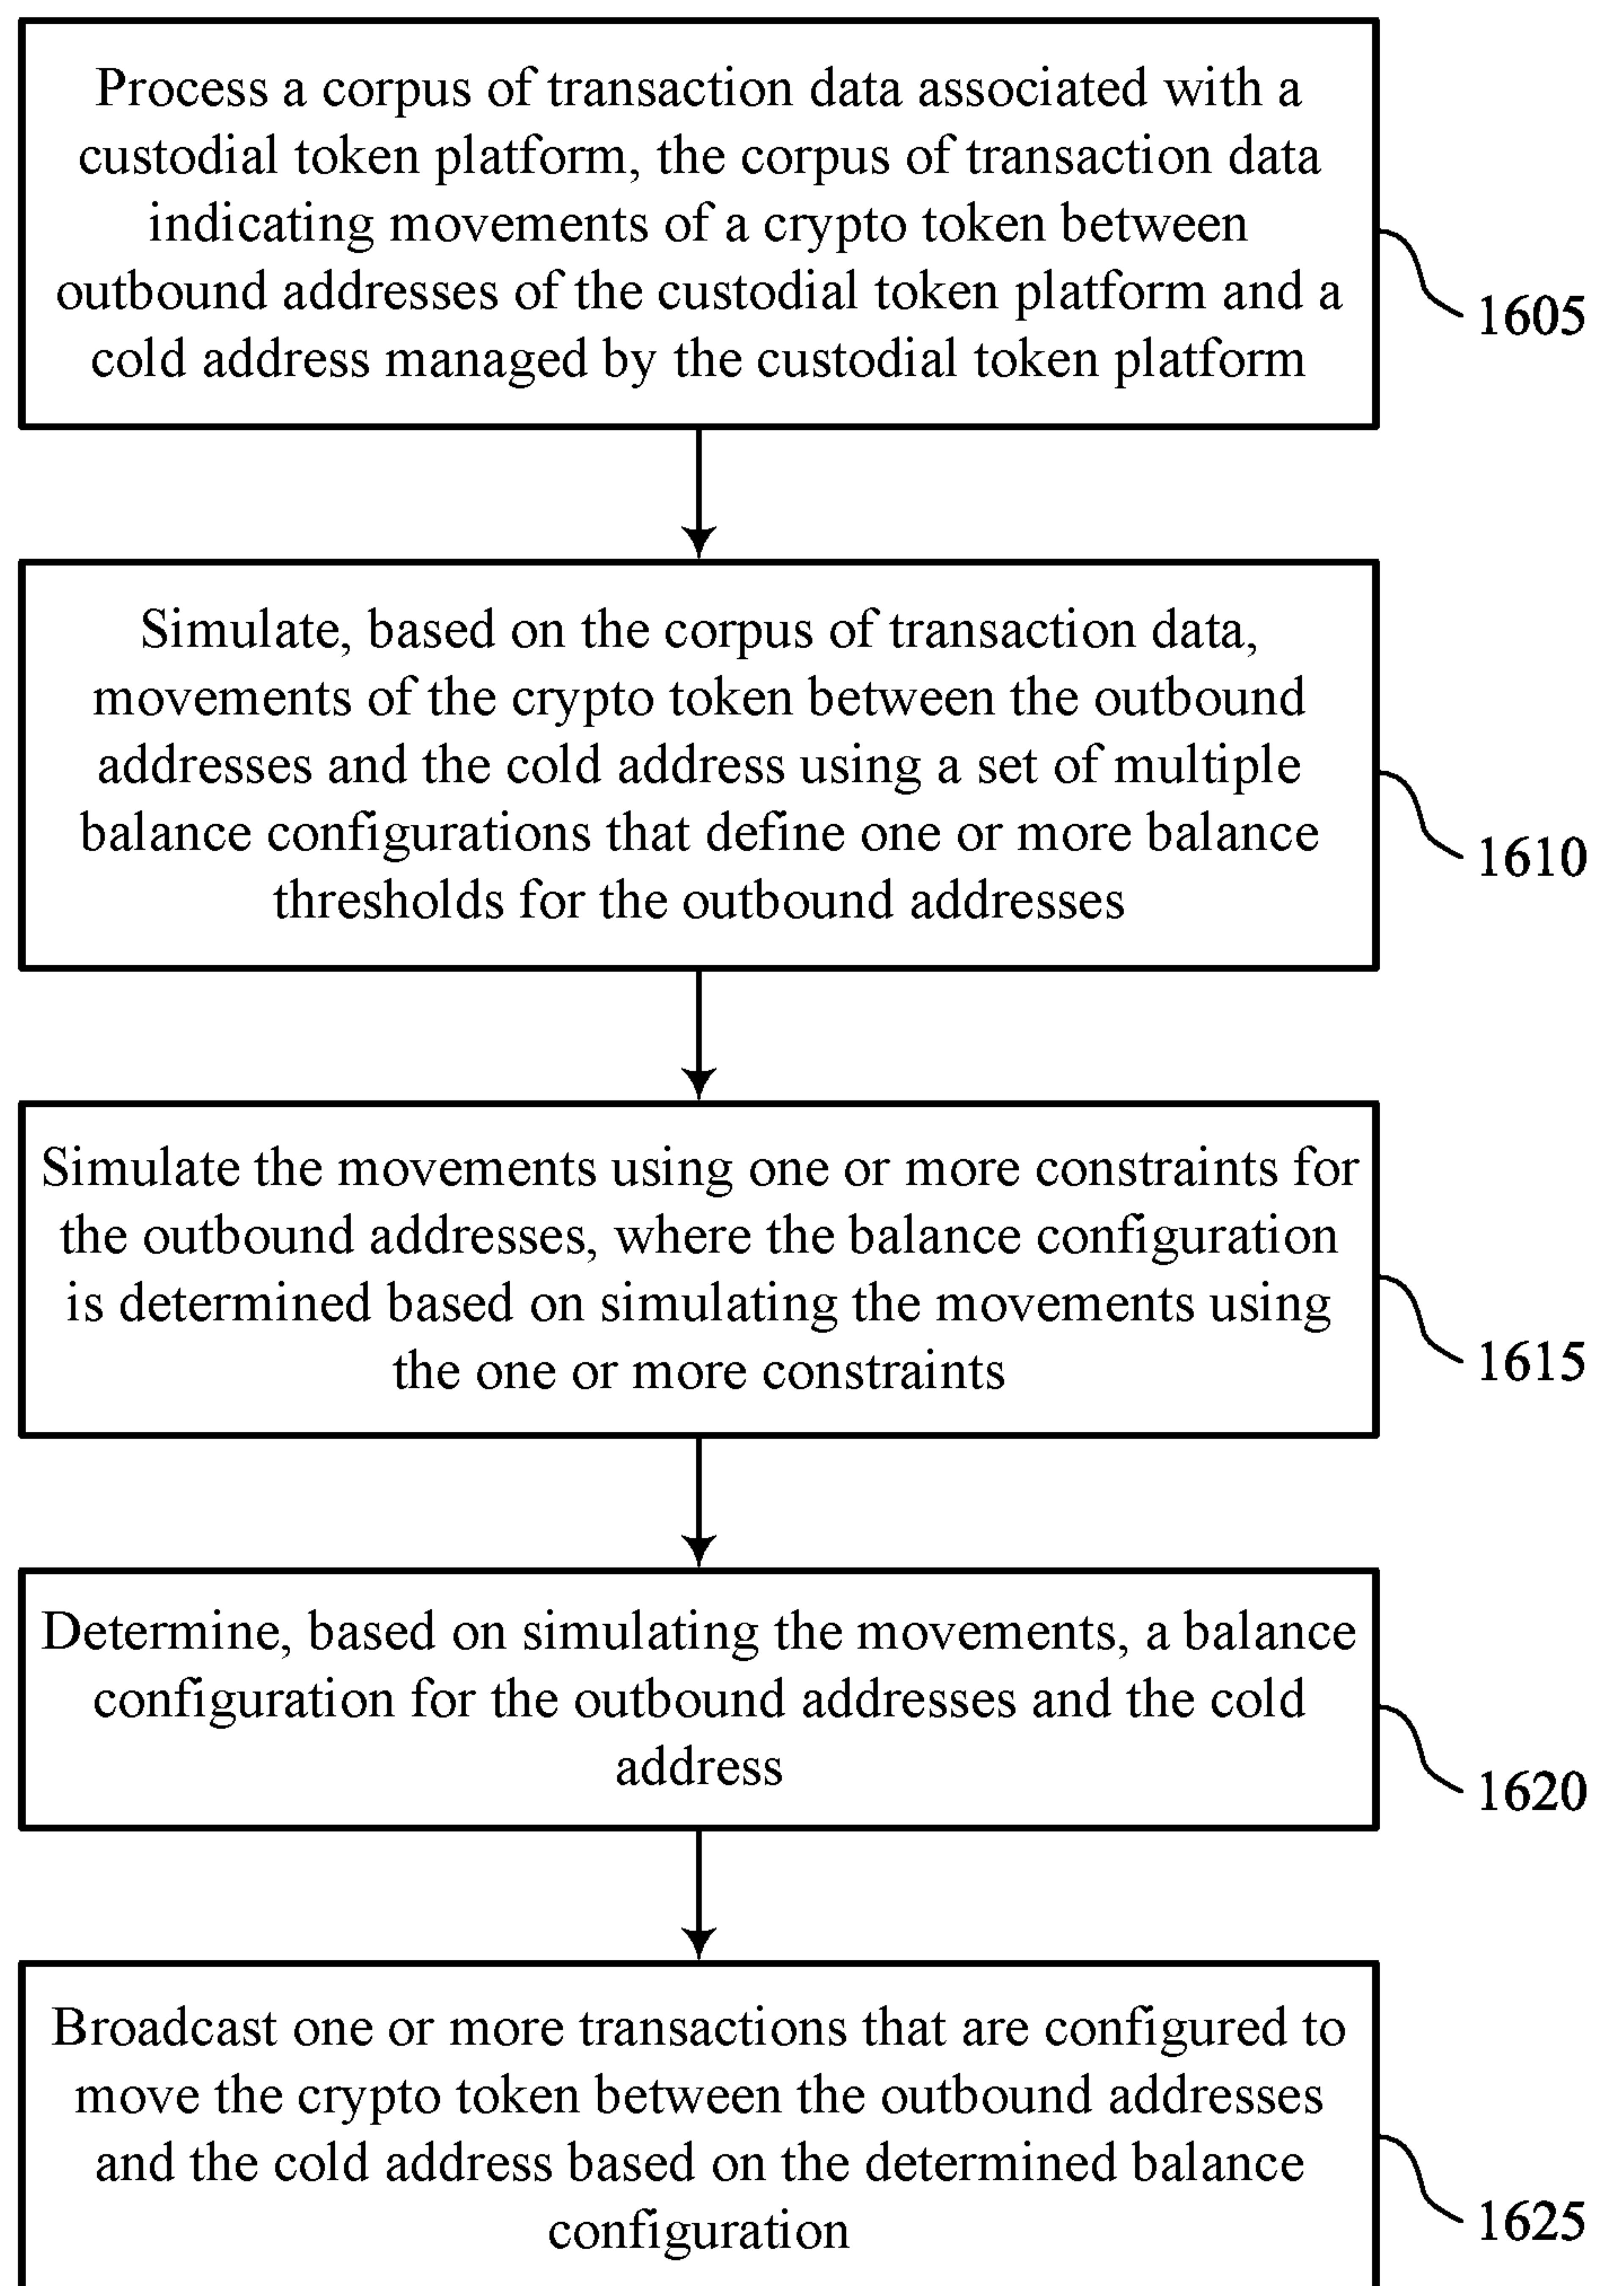 Process a corpus of transaction data associated with a
custodial token platform, the corpus of transaction data
indicating movements of a crypto token between
outbound addresses of the custodial token platform and a
cold address managed by the custodial token platform
1605
Simulate, based on the corpus of transaction data,
movements of the crypto token between the outbound
addresses and the cold address using a set of multiple
balance configurations that define one or more balance
thresholds for the outbound addresses
1610
Simulate the movements using one or more constraints for
the outbound addresses, where the balance configuration
is determined based on simulating the movements using
the one or more constraints
1615
Determine, based on simulating the movements, a balance
configuration for the outbound addresses and the cold
address
1620
Broadcast one or more transactions that are configured to
move the crypto token between the outbound addresses
and the cold address based on the determined balance
configuration
1625